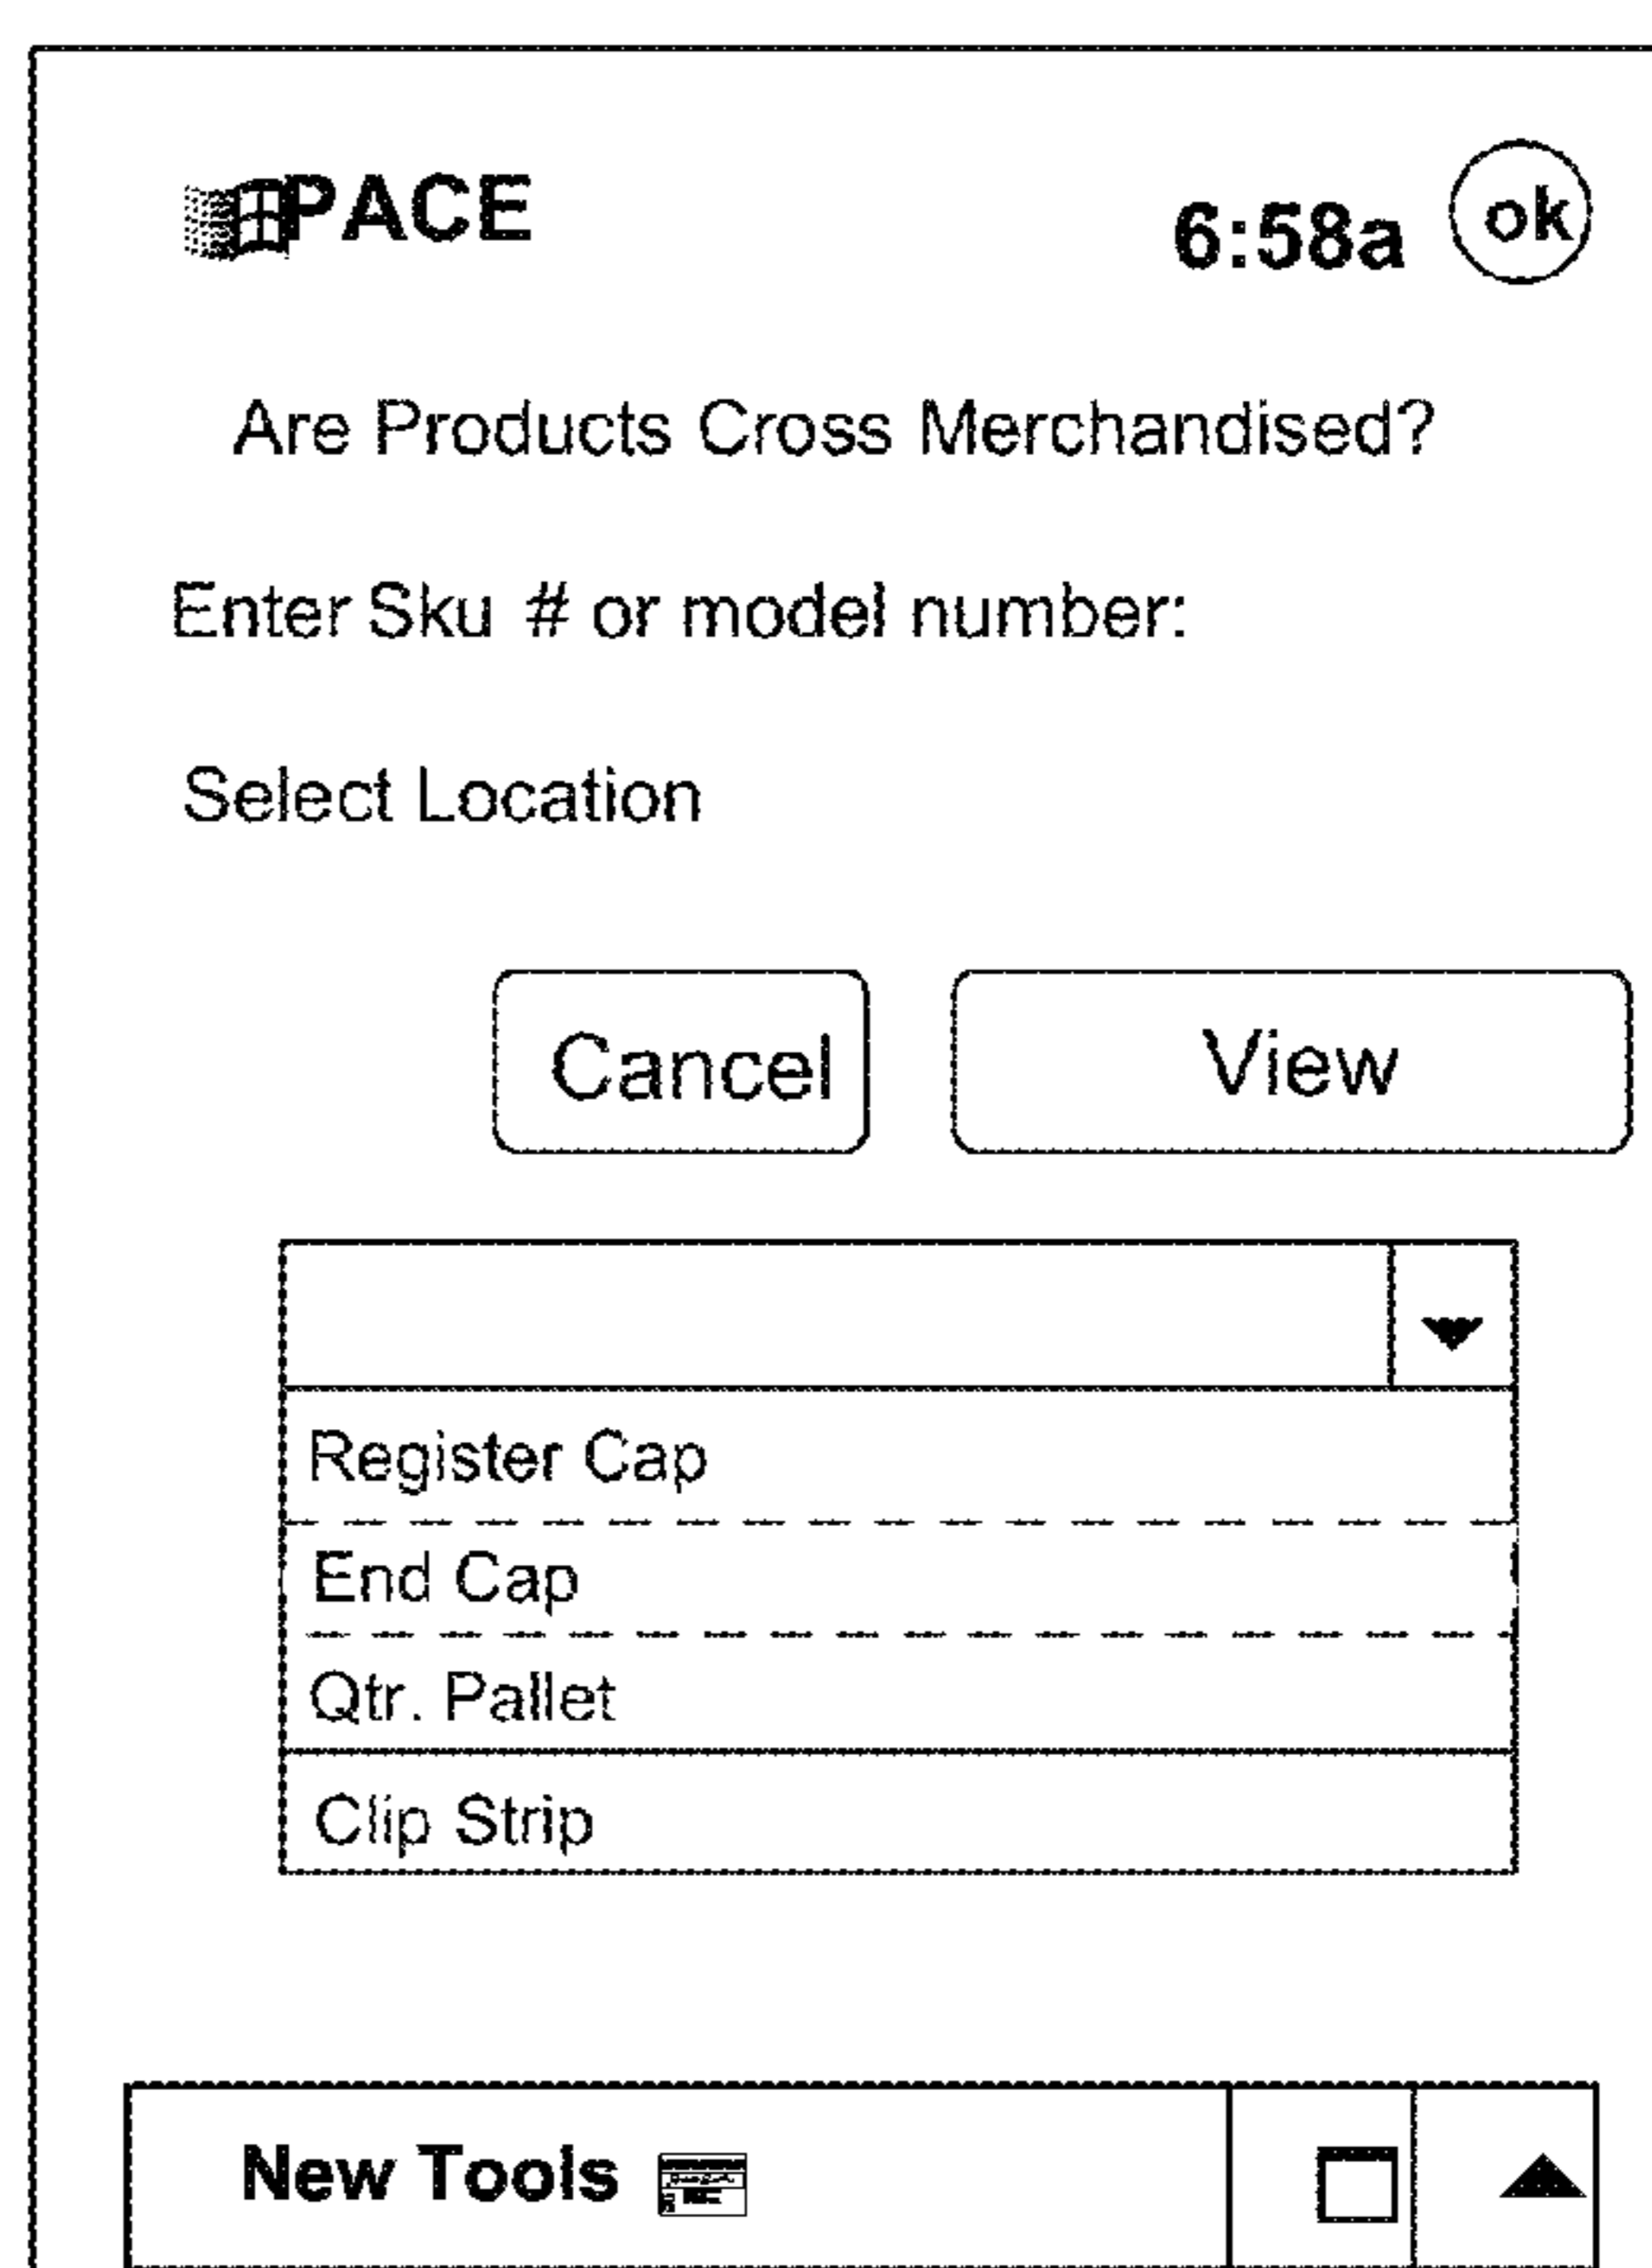 PACE 6:58a ok
Are Products Cross Merchandised?
Enter Sku # or model number:
Select Location
Cancel View
Register Cap
End Cap
Qtr. Pallet
Clip Strip
New Tools